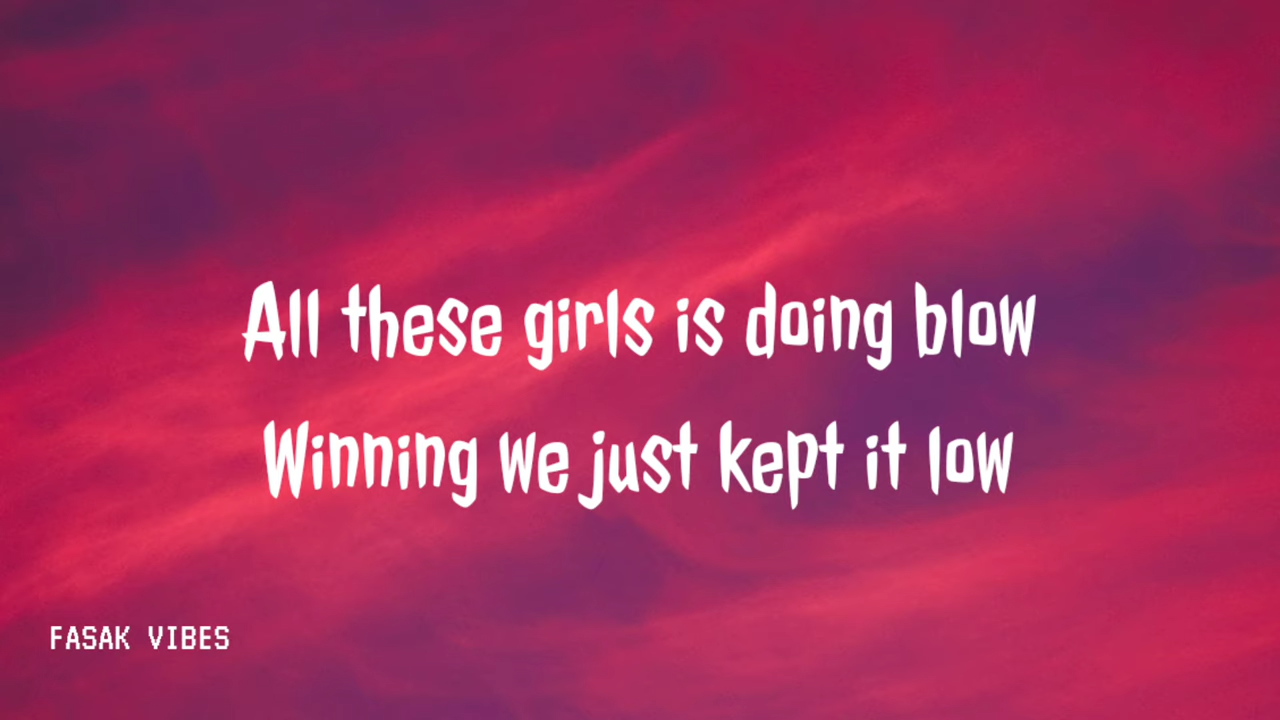 All these girls is doing blow
Winning we just kept it low
FASAK VIBES